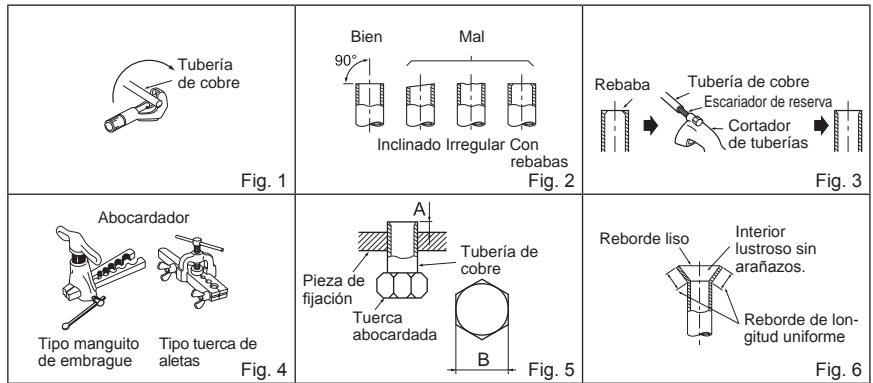 Tubería
de cobre
Fig. 1
Bien
Mal
90°
Inclinado Irregular Con
rebabas
Fig. 2
Rebaba
Tubería de cobre
Escariador de reserva
Cortador
de tuberías
Fig. 3
Abocardador
Tipo manguito
de embrague
Tipo tuerca de
aletas
Fig. 4
A
Tubería de
cobre
Pieza de
fijación
Tuerca
abocardada
B
Fig. 5
Reborde liso
Interior
lustroso sin
arañazos.
Reborde de lon-
gitud uniforme
Fig. 6